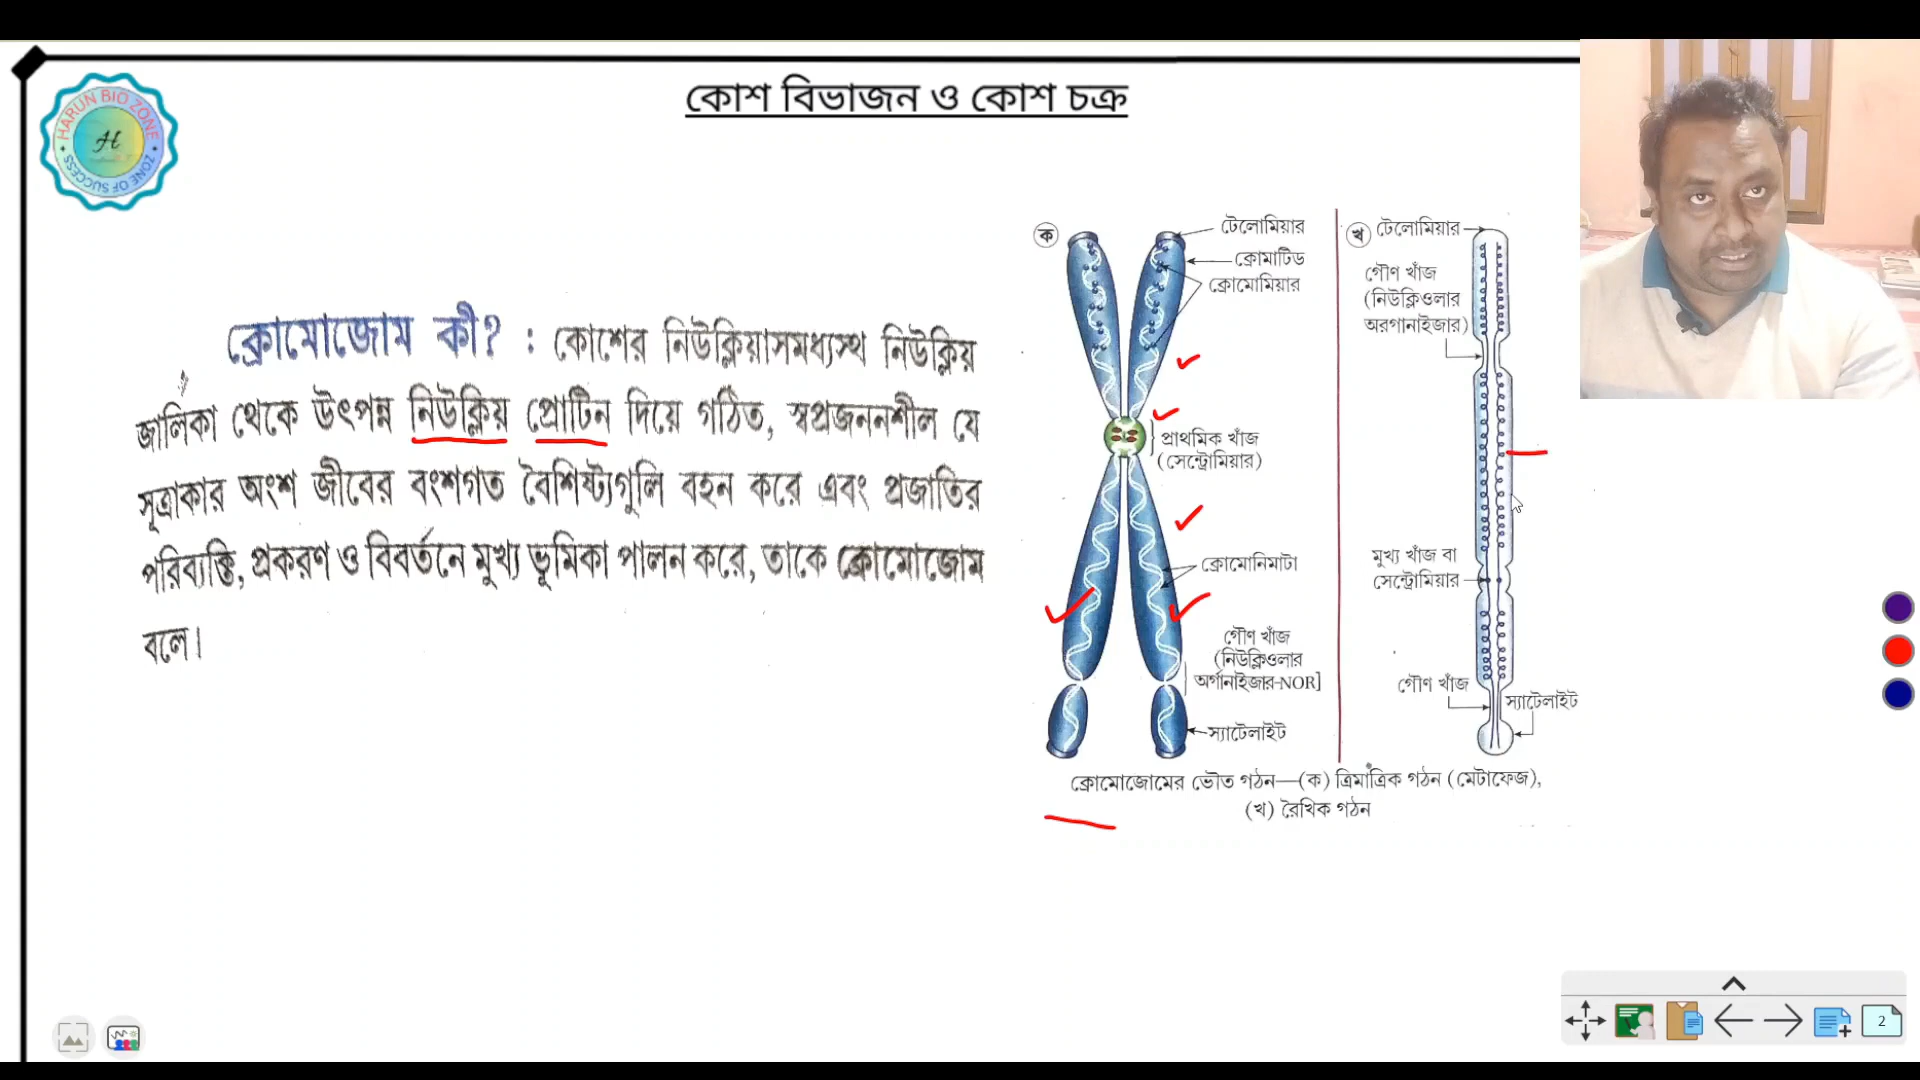 কোশ বিভাজন ও কোশ চক্র
HARUN BIO ZONE
ZONE OF SUCCESS
ক্রোমোজোম কী? : কোশের নিউক্লিয়াসমধ্যস্থ নিউক্লিয়
জালিকা থেকে উৎপন্ন নিউক্লিয় প্রোটিন দিয়ে গঠিত, স্বপ্রজননশীল যে
সূত্রাকার অংশ জীবের বংশগত বৈশিষ্ট্যগুলি বহন করে এবং প্রজাতির
পরিব্যক্তি, প্রকরণ ও বিবর্তনে মুখ্য ভূমিকা পালন করে, তাকে ক্রোমোজোম
বলে।
ক
টেলোমিয়ার
ক্রোমাটিড
ক্রোমোমিয়ার
প্রাথমিক খাঁজ
(সেন্ট্রোমিয়ার)
ক্রোমোনিমাটা
গৌণ খাঁজ
(নিউক্লিওলার
অর্গানাইজার-NOR]
স্যাটেলাইট
খ
টেলোমিয়ার
গৌণ খাঁজ
(নিউক্লিওলার
অরগানাইজার)
মুখ্য খাঁজ বা
সেন্ট্রোমিয়ার
গৌণ খাঁজ
স্যাটেলাইট
ক্রোমোজোমের ভৌত গঠন—(ক) ত্রিমাত্রিক গঠন (মেটাফেজ),
(খ) রৈখিক গঠন
2